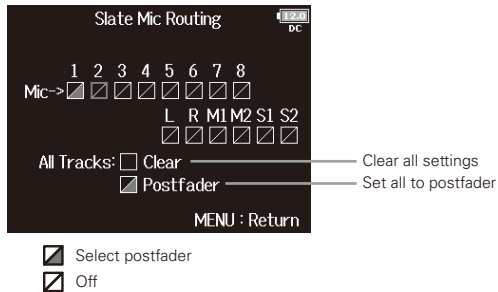 Slate Mic Routing
12.0
DC
1 2 3 4 5 6 7 8
Mic->
L R M1 M2 S1 S2
All Tracks: Clear
Clear all settings
Postfader
Set all to postfader
MENU : Return
Select postfader
Off